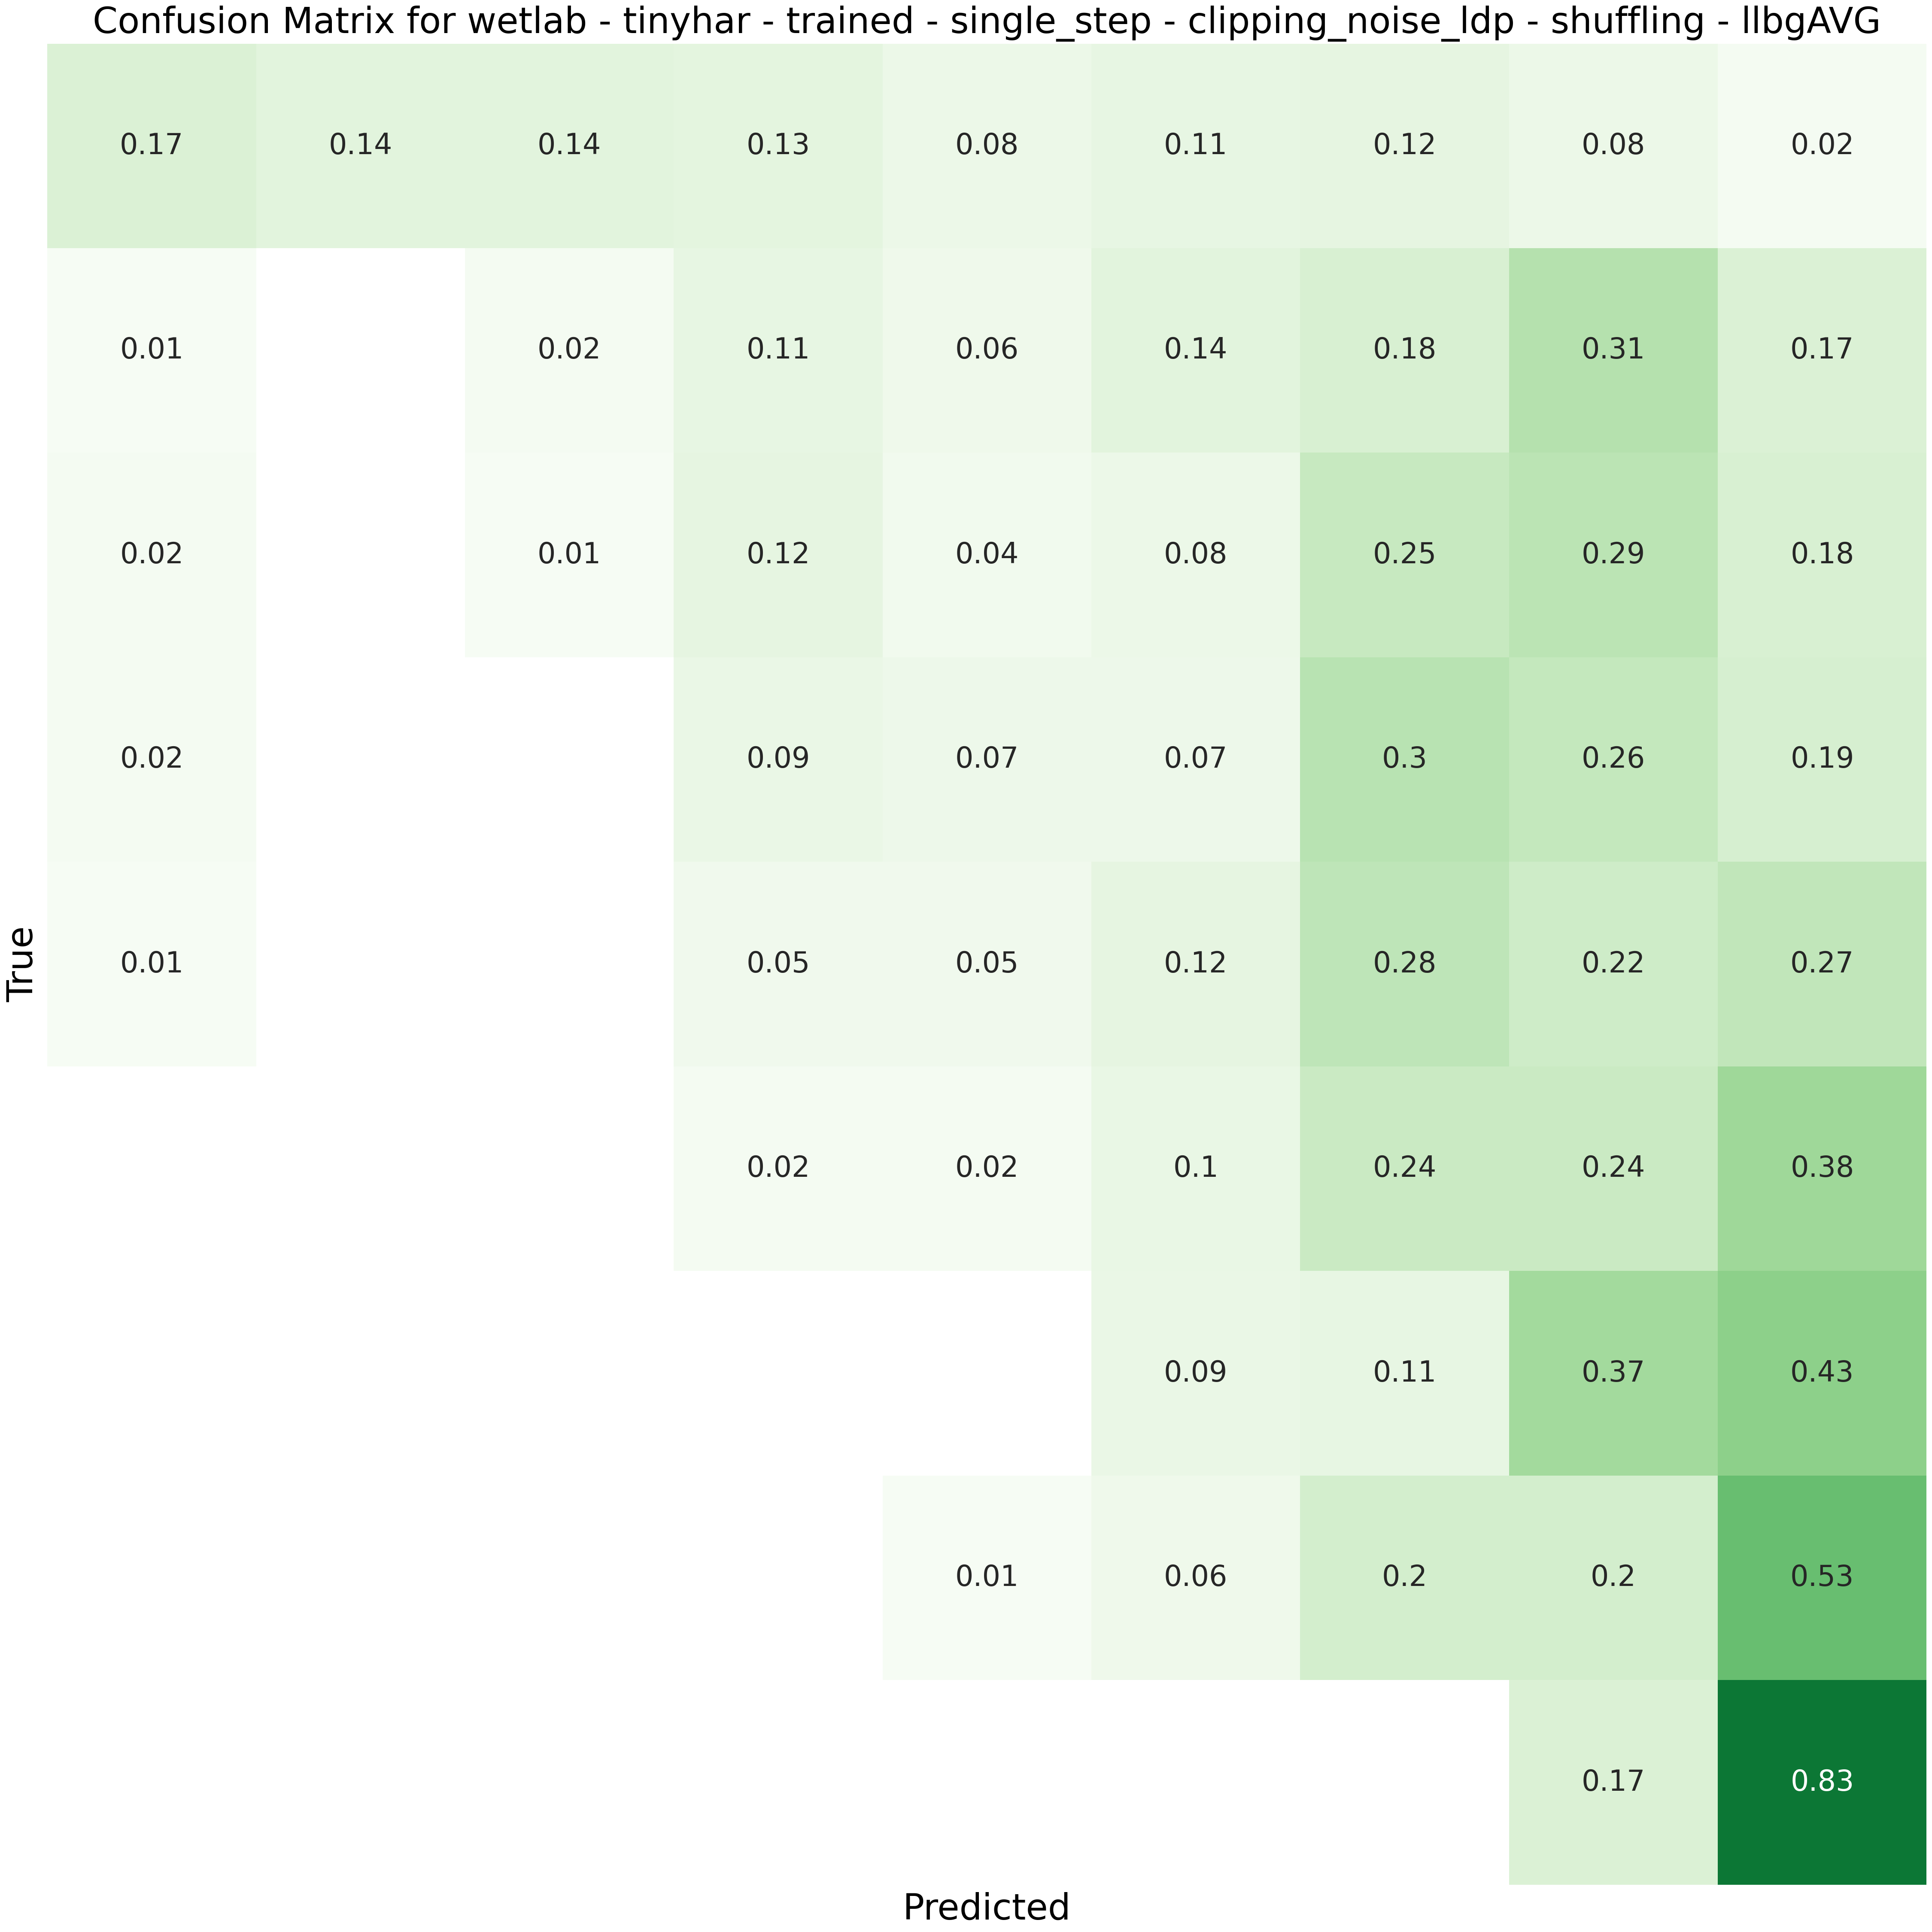 Confusion Matrix for wetlab - tinyhar - trained - single_step - clipping_noise_ldp - shuffling - llbgAVG
0.17 0.14 0.14 0.13 0.08 0.11 0.12 0.08 0.02
0.01 0.02 0.11 0.06 0.14 0.18 0.31 0.17
0.02 0.01 0.12 0.04 0.08 0.25 0.29 0.18
0.02 0.09 0.07 0.07 0.3 0.26 0.19
0.01 0.05 0.05 0.12 0.28 0.22 0.27
True
0.02 0.02 0.1 0.24 0.24 0.38
0.09 0.11 0.37 0.43
0.01 0.06 0.2 0.2 0.53
0.17 0.83
Predicted